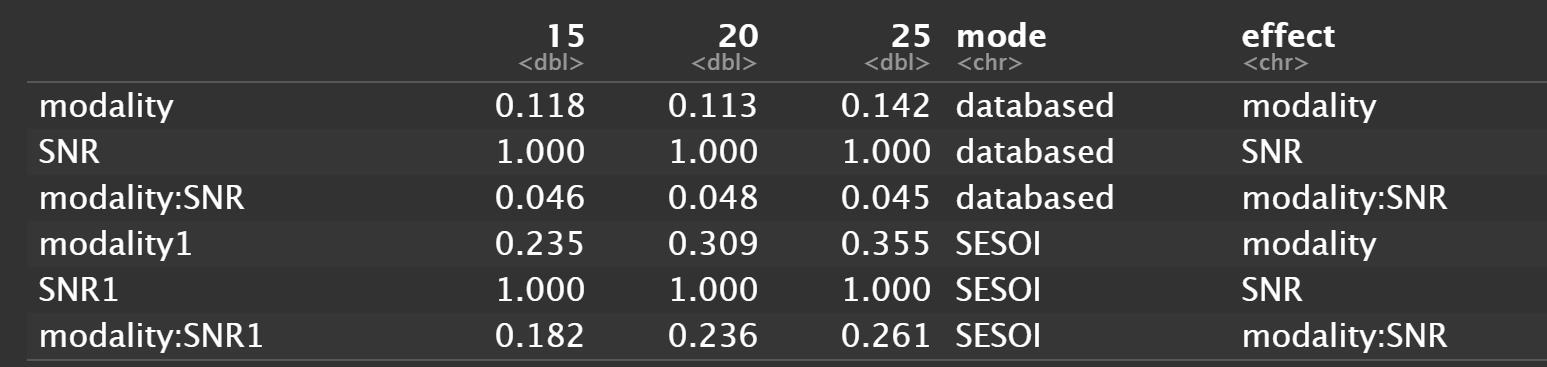 15 20 25 mode effect
<dbl> <dbl> <dbl> <chr> <chr>
modality 0.118 0.113 0.142 databased modality
SNR 1.000 1.000 1.000 databased SNR
modality:SNR 0.046 0.048 0.045 databased modality:SNR
modality1 0.235 0.309 0.355 SESOI modality
SNR1 1.000 1.000 1.000 SESOI SNR
modality:SNR1 0.182 0.236 0.261 SESOI modality:SNR